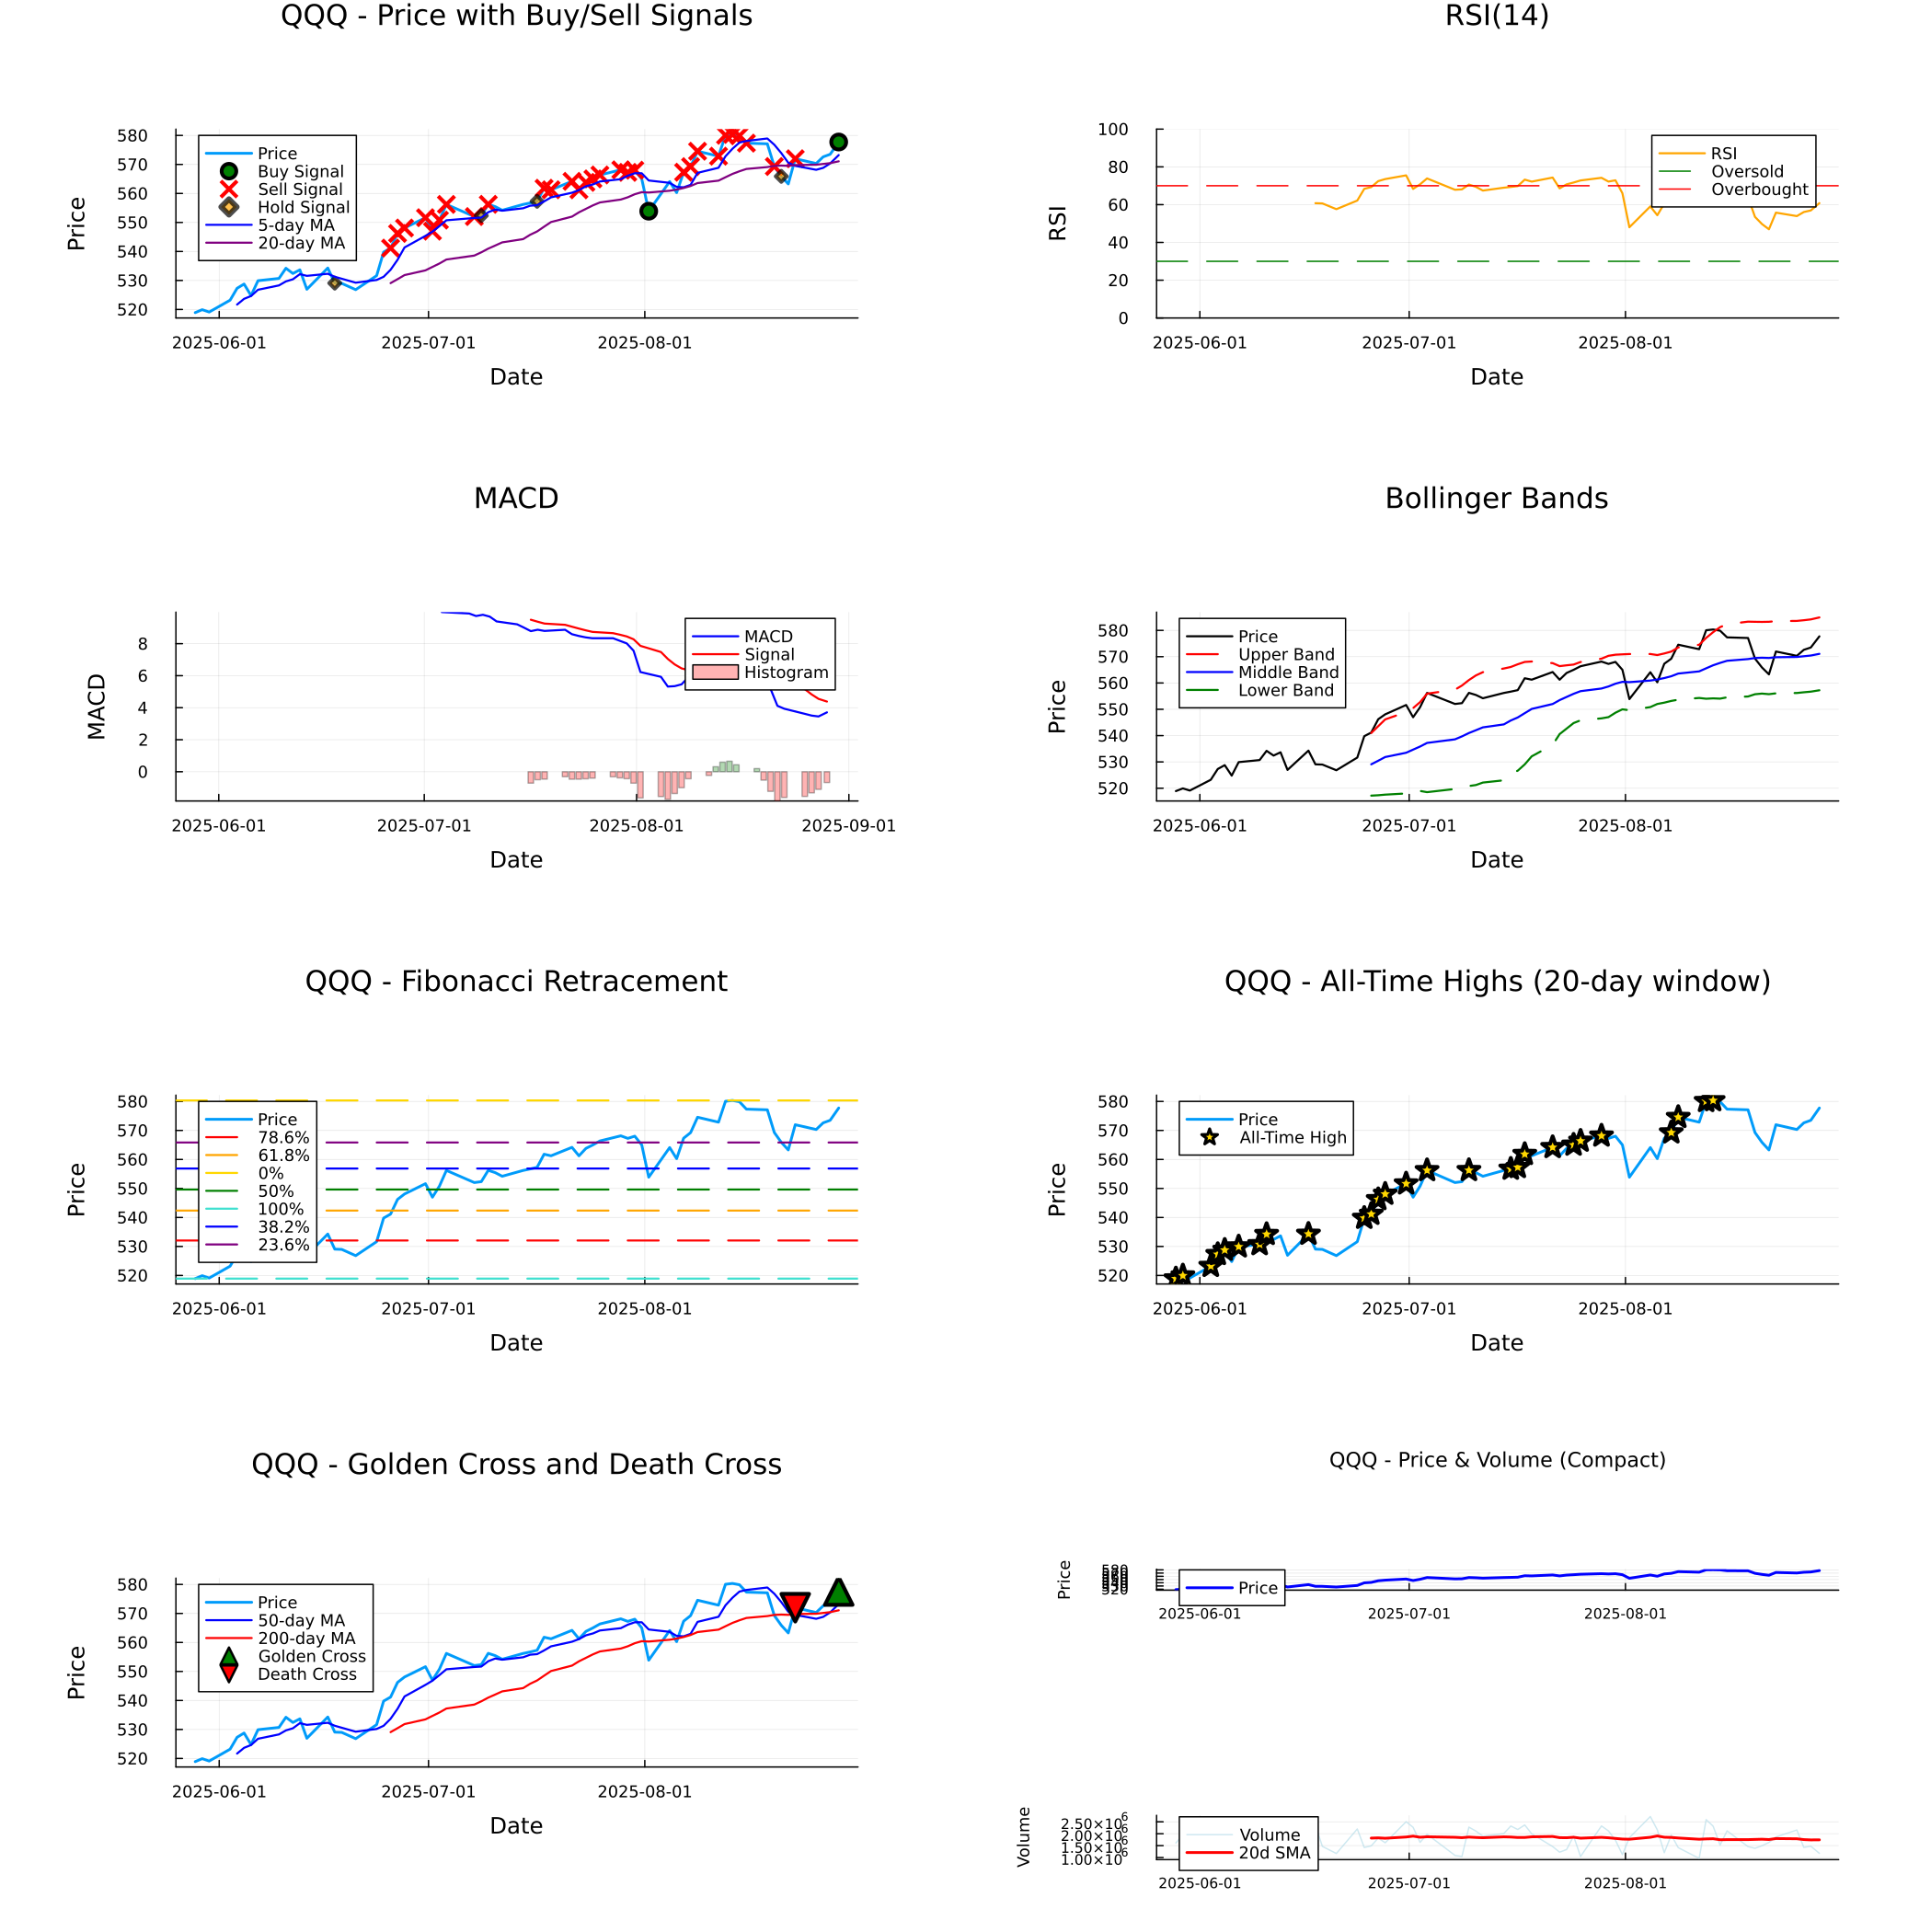 QQQ - Price with Buy/Sell Signals
Price
580
570
560
550
540
530
520
Price
Buy Signal
Sell Signal
Hold Signal
5-day MA
20-day MA
2025-06-01
2025-07-01
2025-08-01
Date
RSI(14)
RSI
100
80
60
40
20
0
RSI
Oversold
Overbought
2025-06-01
2025-07-01
2025-08-01
Date
MACD
MACD
8
6
4
2
0
MACD
Signal
Histogram
2025-06-01
2025-07-01
2025-08-01
2025-09-01
Date
Bollinger Bands
Price
580
570
560
550
540
530
520
Price
Upper Band
Middle Band
Lower Band
2025-06-01
2025-07-01
2025-08-01
Date
QQQ - Fibonacci Retracement
Price
580
570
560
550
540
530
520
Price
78.6%
61.8%
0%
50%
100%
38.2%
23.6%
2025-06-01
2025-07-01
2025-08-01
Date
QQQ - All-Time Highs (20-day window)
Price
580
570
560
550
540
530
520
Price
All-Time High
2025-06-01
2025-07-01
2025-08-01
Date
QQQ - Golden Cross and Death Cross
Price
580
570
560
550
540
530
520
Price
50-day MA
200-day MA
Golden Cross
Death Cross
2025-06-01
2025-07-01
2025-08-01
Date
QQQ - Price & Volume (Compact)
Price
Price
2025-06-01
2025-07-01
2025-08-01
Volume
2.50×10⁶
2.00×10⁶
1.50×10⁶
1.00×10⁶
Volume
20d SMA
2025-06-01
2025-07-01
2025-08-01